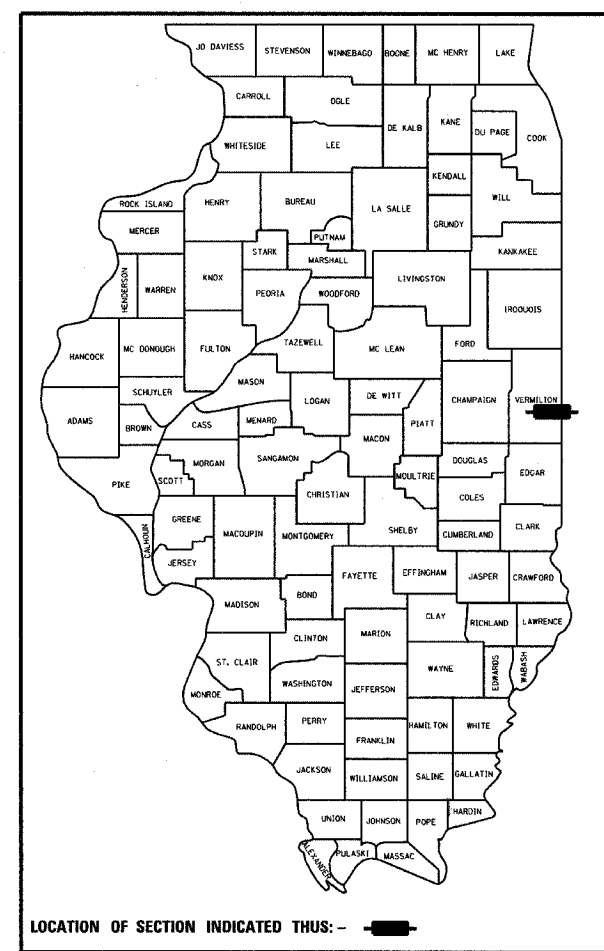 JO DAVIESS STEVENSON WINNEBAGO BOONE MC HENRY LAKE
CARROLL OGLE DE KALB KANE DU PAGE COOK
WHITESIDE LEE KENDALL WILL
ROCK ISLAND HENRY BUREAU LA SALLE GRUNDY
MERCER PUTNAM KANKAKEE
STARK MARSHALL
HENDERSON WARREN KNOX PEORIA WOODFORD LIVINGSTON IROQUOIS
HANCOCK MC DONOUGH FULTON TAZEWELL MC LEAN FORD
SCHUYLER MASON LOGAN DE WITT CHAMPAIGN VERMILION
ADAMS BROWN CASS MENARD MACON PIATT
MORGAN SANGAMON MOULTRIE DOUGLAS EDGAR
PIKE SCOTT CHRISTIAN COLES
CALHOUN GREENE MACOUPIN MONTGOMERY SHELBY CUMBERLAND CLARK
JERSEY FAYETTE EFFINGHAM JASPER CRAWFORD
MADISON BOND CLAY RICHLAND LAWRENCE
CLINTON MARION
ST. CLAIR WAYNE EDWARDS WABASH
MONROE WASHINGTON JEFFERSON
RANDOLPH PERRY HAMILTON WHITE
FRANKLIN
JACKSON WILLIAMSON SALINE GALLATIN
UNION JOHNSON POPE HARDIN
ALEXANDER PULASKI MASSAC
LOCATION OF SECTION INDICATED THUS: -